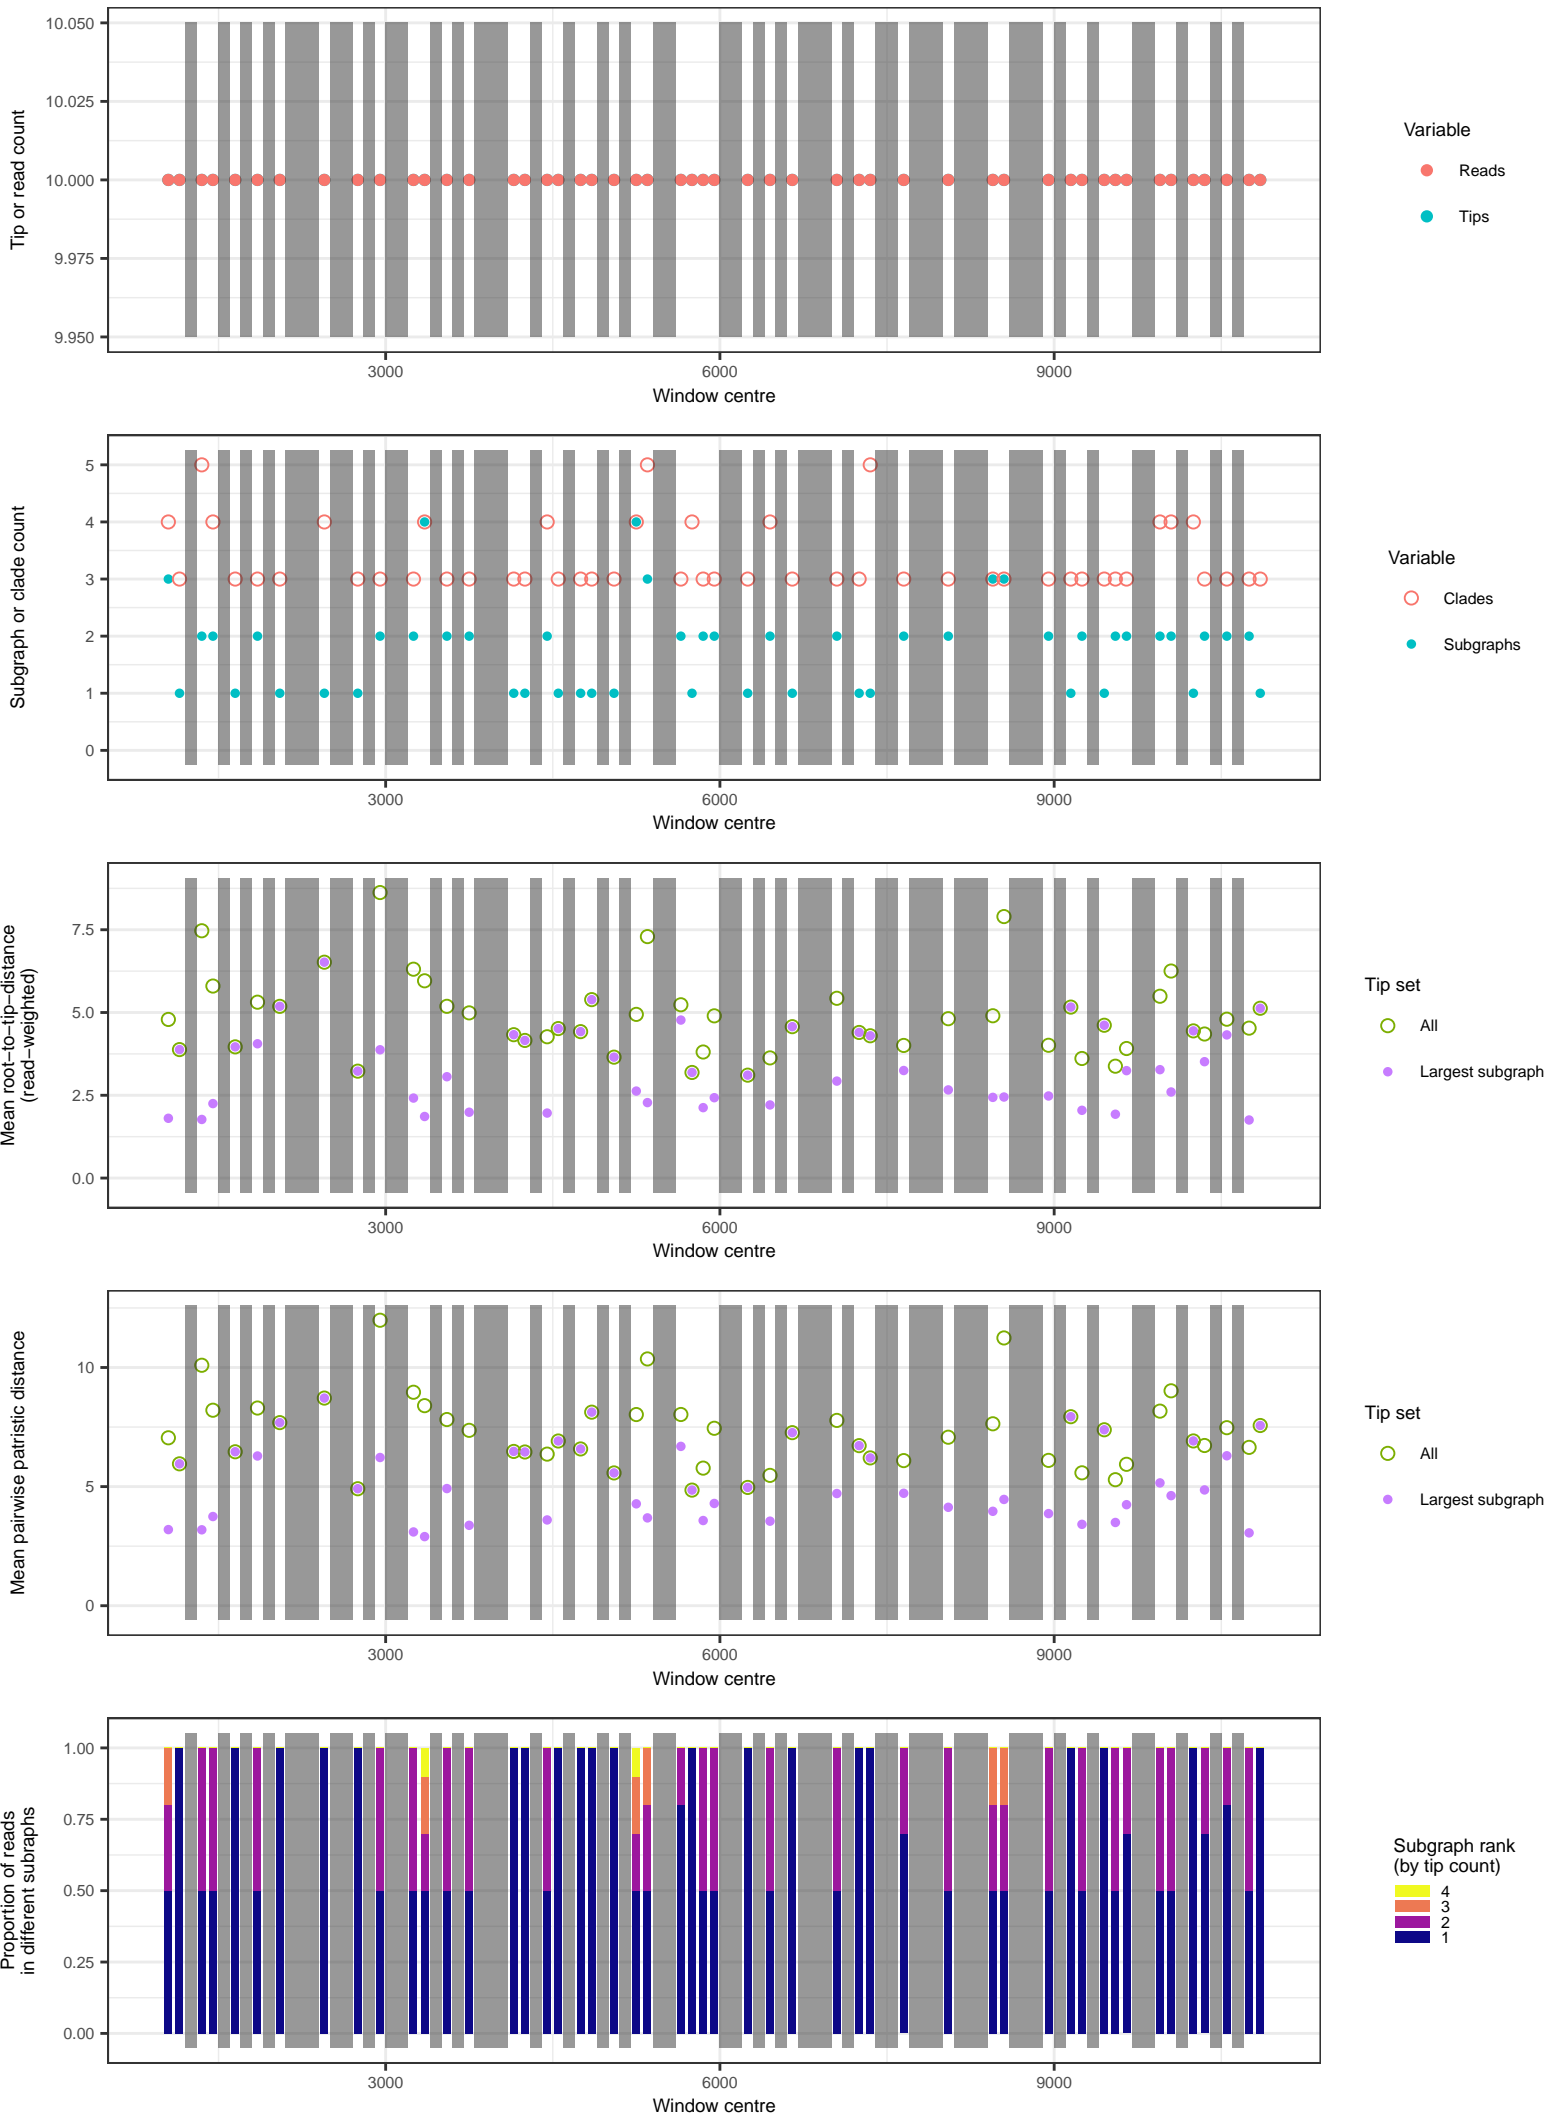 10.050
10.025
10.000
9.975
9.950
Tip or read count
3000
6000
9000
Window centre
Variable
Reads
Tips
5
4
3
2
1
0
Subgraph or clade count
3000
6000
9000
Window centre
Variable
Clades
Subgraphs
7.5
5.0
2.5
0.0
Mean root−to−tip−distance
(read−weighted)
3000
6000
9000
Window centre
Tip set
All
Largest subgraph
10
5
0
Mean pairwise patristic distance
3000
6000
9000
Window centre
Tip set
All
Largest subgraph
1.00
0.75
0.50
0.25
0.00
Proportion of reads
in different subraphs
3000
6000
9000
Window centre
Subgraph rank
(by tip count)
4
3
2
1